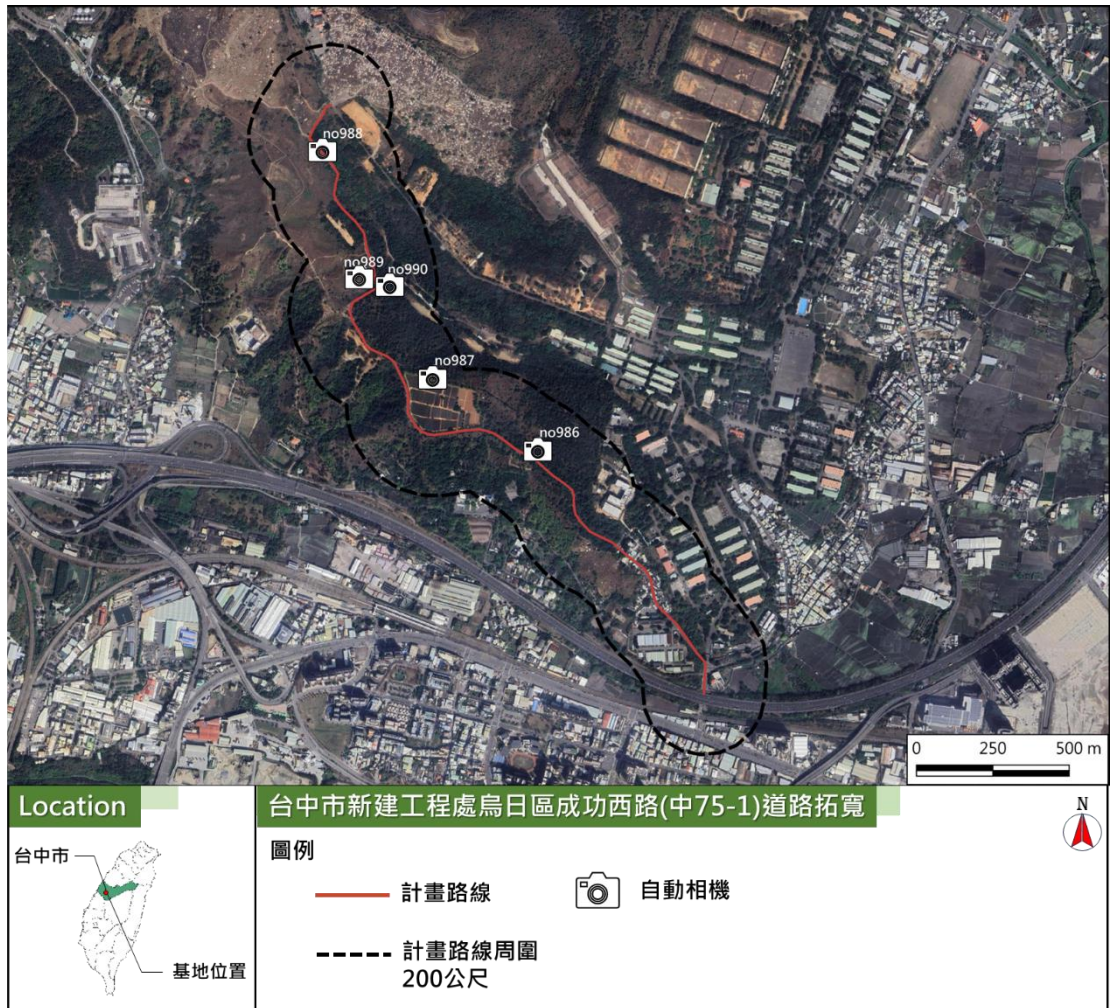 no988
no989
no990
no987
no986
0 250 500 m
Location
台中市新建工程處烏日區成功西路(中75-1)道路拓寬
N
台中市
基地位置
圖例
計畫路線
自動相機
計畫路線周圍
200公尺